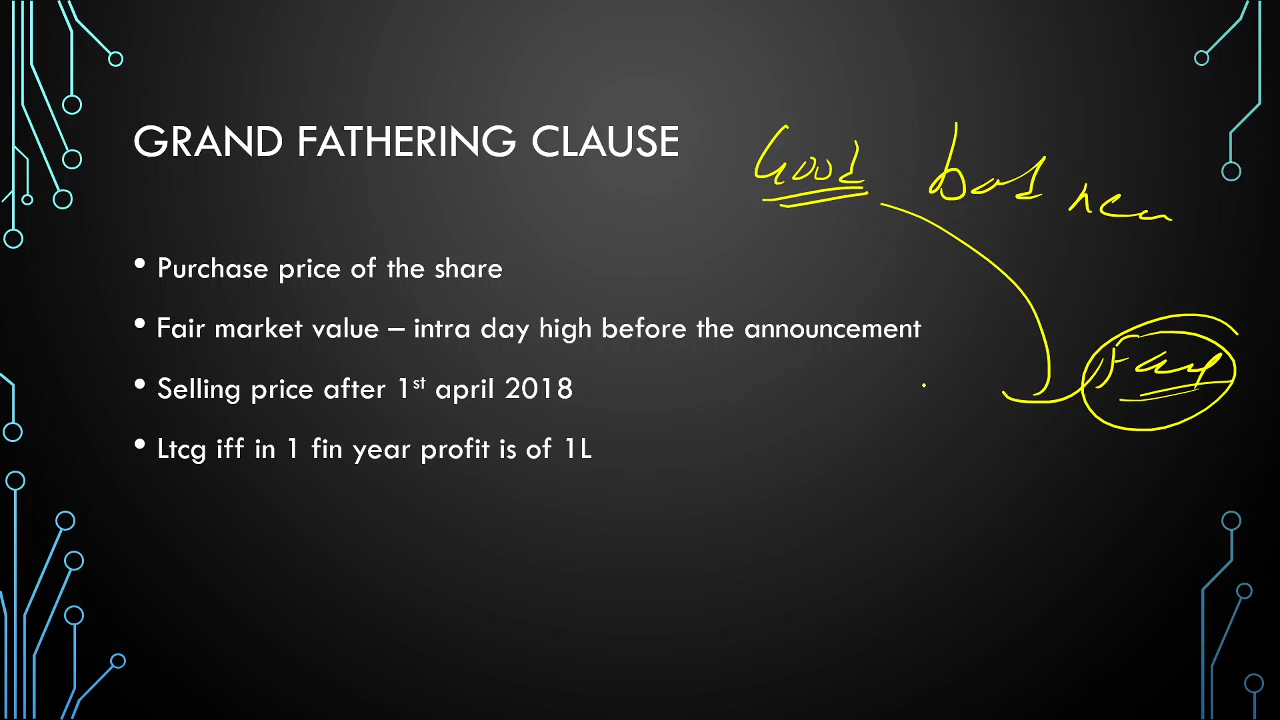 GRAND FATHERING CLAUSE
Good bad
• Purchase price of the share
• Fair market value – intra day high before the announcement
• Selling price after 1st april 2018
• Ltcg iff in 1 fin year profit is of 1L